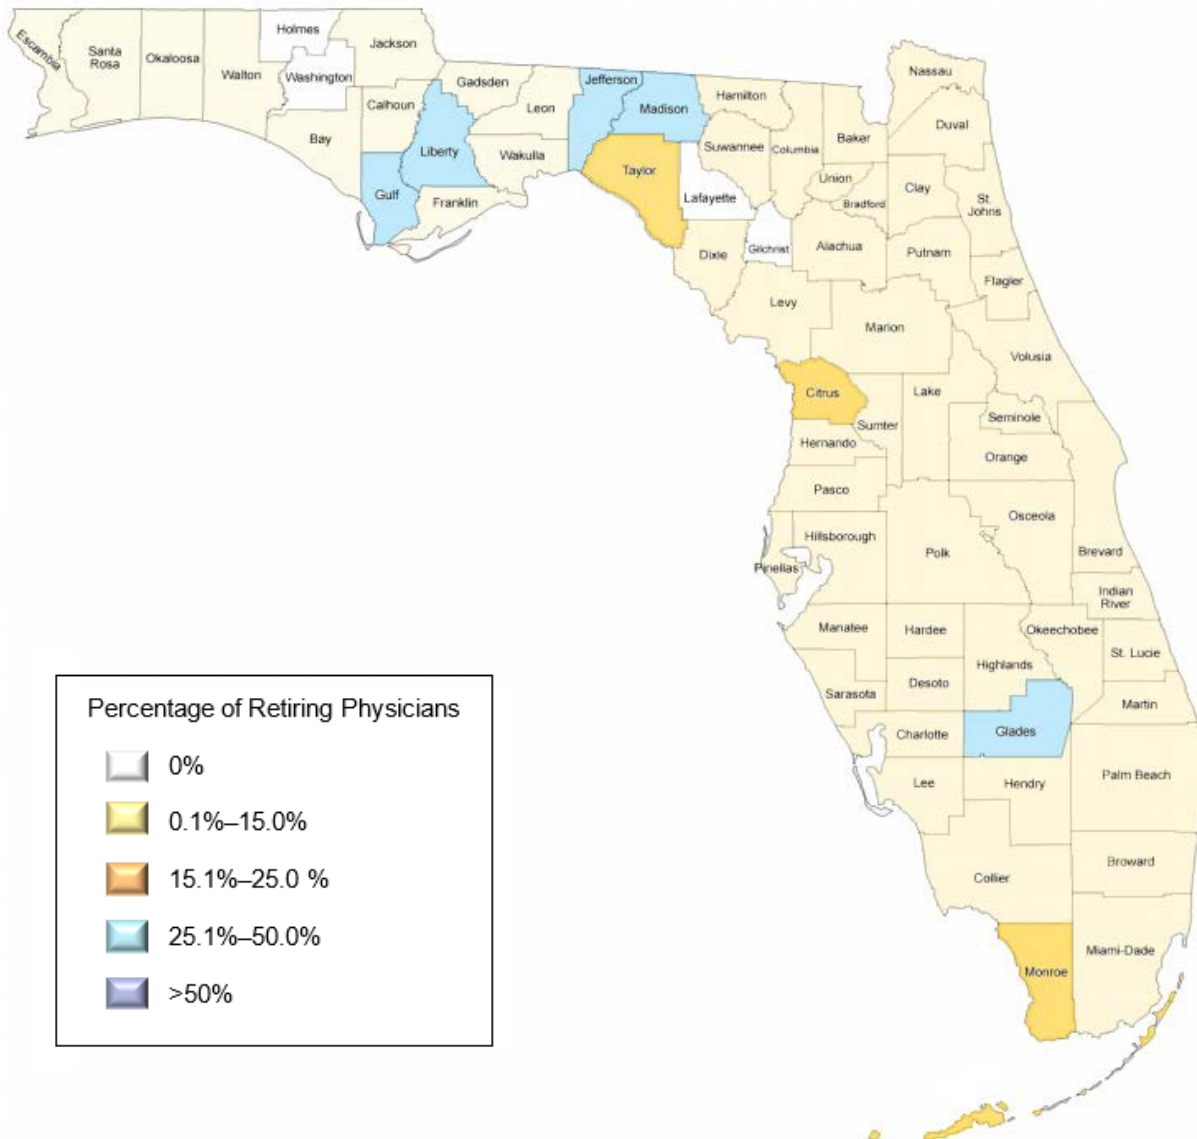 Escambia
Santa
Rosa
Okaloosa
Walton
Holmes
Washington
Jackson
Bay
Calhoun
Gulf
Liberty
Gadsden
Franklin
Leon
Wakulla
Jefferson
Madison
Taylor
Hamilton
Suwannee
Lafayette
Columbia
Dixie
Gilchrist
Baker
Union
Bradford
Alachua
Nassau
Duval
Clay
St.
Johns
Putnam
Flagler
Levy
Marion
Volusia
Citrus
Sumter
Lake
Seminole
Hernando
Orange
Pasco
Hillsborough
Pinellas
Polk
Osceola
Brevard
Indian
River
Manatee
Hardee
Highlands
Okeechobee
St. Lucie
Sarasota
Desoto
Martin
Charlotte
Glades
Lee
Hendry
Palm Beach
Collier
Broward
Monroe
Miami-Dade
Percentage of Retiring Physicians
0%
0.1%–15.0%
15.1%–25.0 %
25.1%–50.0%
>50%